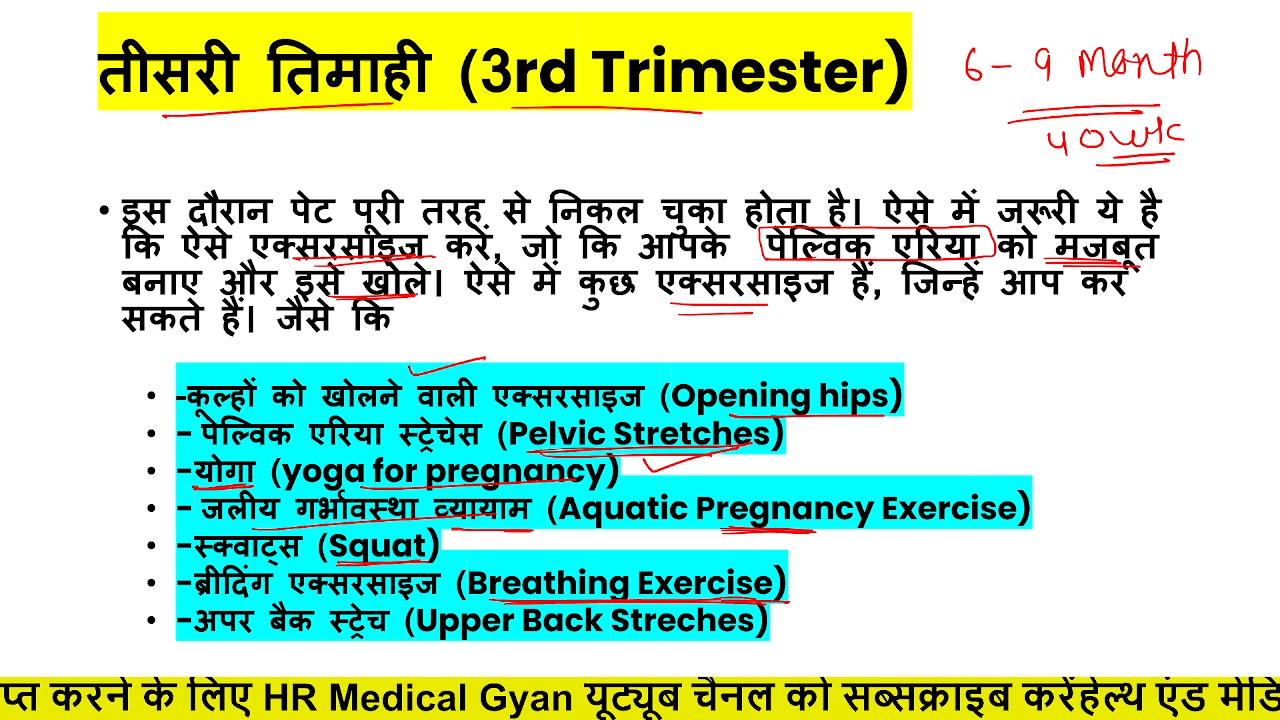 तीसरी तिमाही (3rd Trimester)
6- 9 month
40 wk
• इस दौरान पेट पूरी तरह से निकल चुका होता है। ऐसे में जरूरी ये है
कि ऐसे एक्सरसाइज करें, जो कि आपके पेल्विक एरिया को मजबूत
बनाए और इसे खोले। ऐसे में कुछ एक्सरसाइज हैं, जिन्हें आप कर
सकते हैं। जैसे कि
• -कूल्हों को खोलने वाली एक्सरसाइज (Opening hips)
• - पेल्विक एरिया स्ट्रेचेस (Pelvic Stretches)
• -योगा (yoga for pregnancy)
• - जलीय गर्भावस्था व्यायाम (Aquatic Pregnancy Exercise)
• -स्क्वाट्स (Squat)
• -ब्रीदिंग एक्सरसाइज (Breathing Exercise)
• -अपर बैक स्ट्रेच (Upper Back Streches)
प्त करने के लिए HR Medical Gyan यूट्यूब चैनल को सब्सक्राइब करेंहेल्थ एंड मेडि